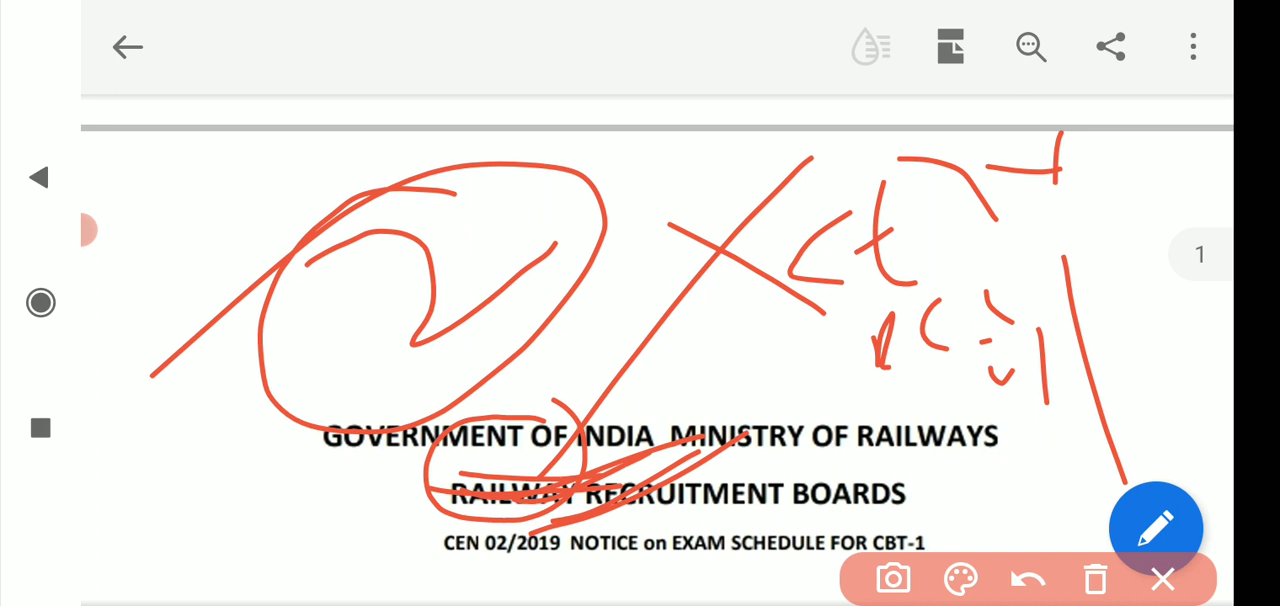 1
GOVERNMENT OF INDIA MINISTRY OF RAILWAYS
RAILWAY RECRUITMENT BOARDS
CEN 02/2019 NOTICE on EXAM SCHEDULE FOR CBT-1